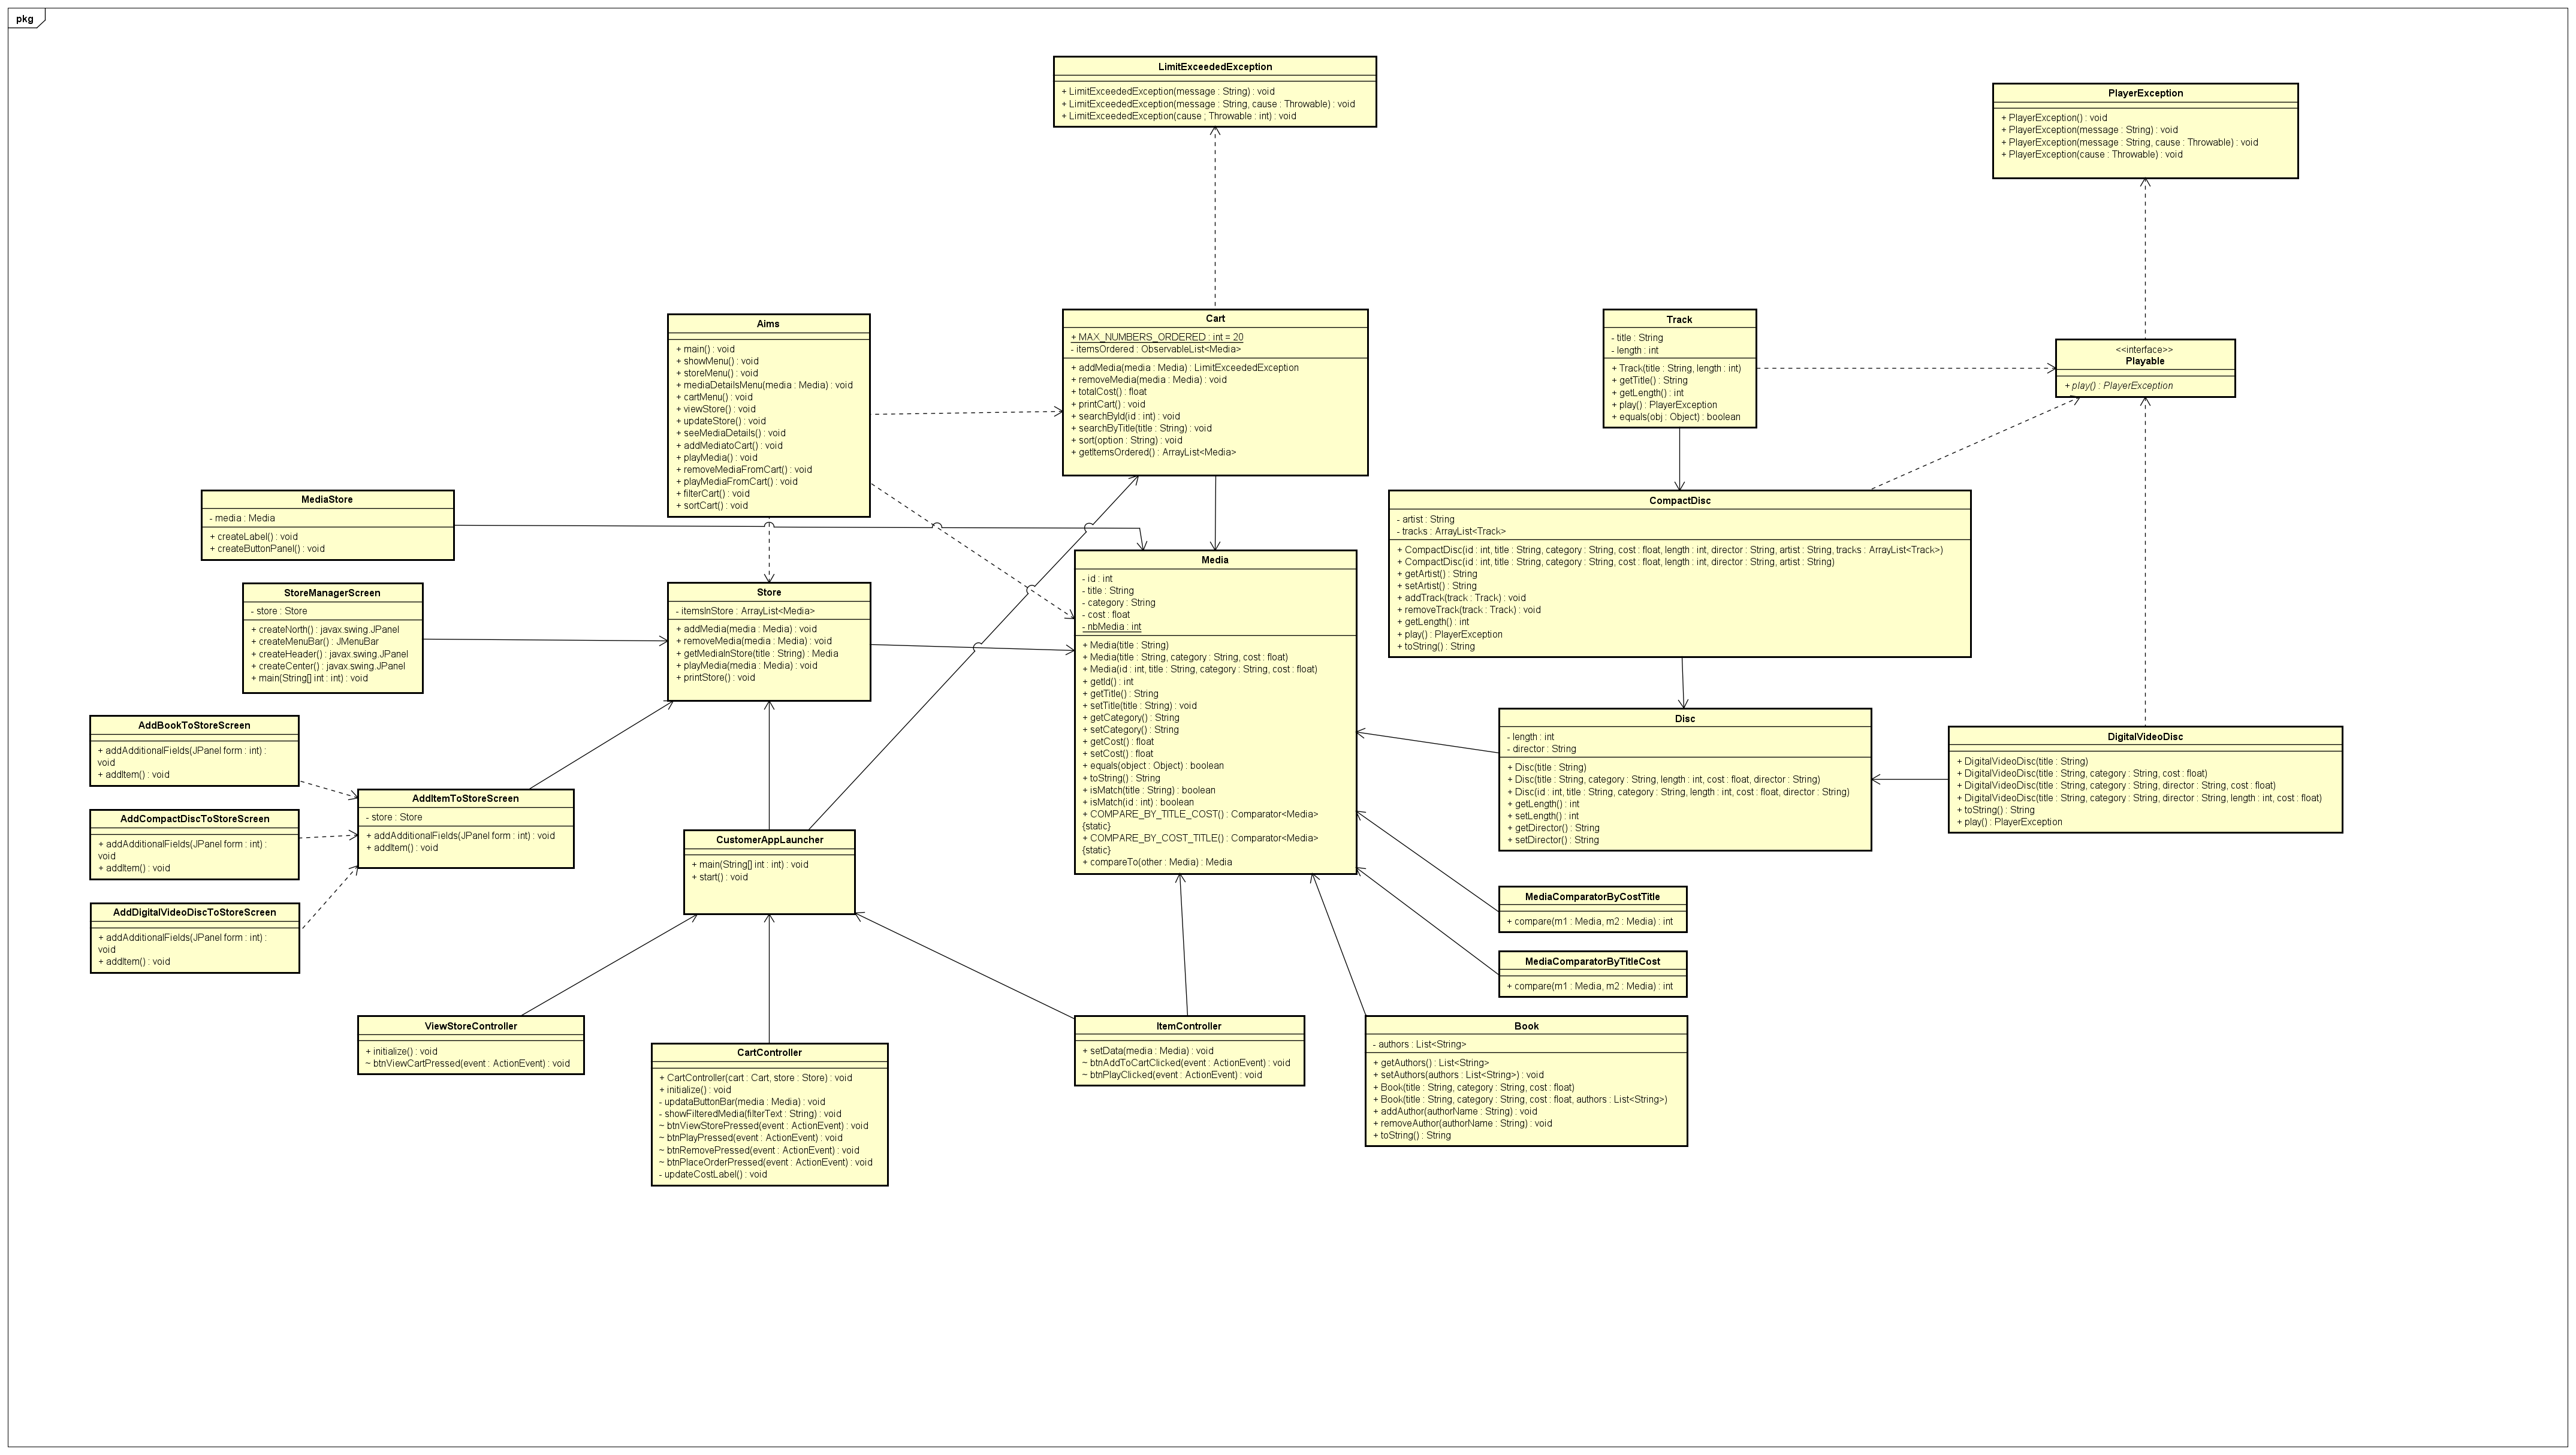 pkg
LimitExceededException
+ LimitExceededException(message : String) : void
+ LimitExceededException(message : String, cause : Throwable) : void
+ LimitExceededException(cause ; Throwable : int) : void
PlayerException
+ PlayerException() : void
+ PlayerException(message : String) : void
+ PlayerException(message : String, cause : Throwable) : void
+ PlayerException(cause : Throwable) : void
Aims
+ main() : void
+ showMenu() : void
+ storeMenu() : void
+ mediaDetailsMenu(media : Media) : void
+ cartMenu() : void
+ viewStore() : void
+ updateStore() : void
+ seeMediaDetails() : void
+ addMediatoCart() : void
+ playMedia() : void
+ removeMediaFromCart() : void
+ playMediaFromCart() : void
+ filterCart() : void
+ sortCart() : void
Cart
+ MAX_NUMBERS_ORDERED : int = 20
- itemsOrdered : ObservableList<Media>
+ addMedia(media : Media) : LimitExceededException
+ removeMedia(media : Media) : void
+ totalCost() : float
+ printCart() : void
+ searchById(id : int) : void
+ searchByTitle(title : String) : void
+ sort(option : String) : void
+ getItemsOrdered() : ArrayList<Media>
Track
- title : String
- length : int
+ Track(title : String, length : int)
+ getTitle() : String
+ getLength() : int
+ play() : PlayerException
+ equals(obj : Object) : boolean
<<interface>>
Playable
+ play() : PlayerException
MediaStore
- media : Media
+ createLabel() : void
+ createButtonPanel() : void
CompactDisc
- artist : String
- tracks : ArrayList<Track>
+ CompactDisc(id : int, title : String, category : String, cost : float, length : int, director : String, artist : String, tracks : ArrayList<Track>)
+ CompactDisc(id : int, title : String, category : String, cost : float, length : int, director : String, artist : String)
+ getArtist() : String
+ setArtist() : String
+ addTrack(track : Track) : void
+ removeTrack(track : Track) : void
+ getLength() : int
+ play() : PlayerException
+ toString() : String
StoreManagerScreen
- store : Store
+ createNorth() : javax.swing.JPanel
+ createMenuBar() : JMenuBar
+ createHeader() : javax.swing.JPanel
+ createCenter() : javax.swing.JPanel
+ main(String[] int : int) : void
Store
- itemsInStore : ArrayList<Media>
+ addMedia(media : Media) : void
+ removeMedia(media : Media) : void
+ getMediaInStore(title : String) : Media
+ playMedia(media : Media) : void
+ printStore() : void
Media
- id : int
- title : String
- category : String
- cost : float
- nbMedia : int
+ Media(title : String)
+ Media(title : String, category : String, cost : float)
+ Media(id : int, title : String, category : String, cost : float)
+ getId() : int
+ getTitle() : String
+ setTitle(title : String) : void
+ getCategory() : String
+ setCategory() : String
+ getCost() : float
+ setCost() : float
+ equals(object : Object) : boolean
+ toString() : String
+ isMatch(title : String) : boolean
+ isMatch(id : int) : boolean
+ COMPARE_BY_TITLE_COST() : Comparator<Media>
{static}
+ COMPARE_BY_COST_TITLE() : Comparator<Media>
{static}
+ compareTo(other : Media) : Media
Disc
- length : int
- director : String
+ Disc(title : String)
+ Disc(title : String, category : String, length : int, cost : float, director : String)
+ Disc(id : int, title : String, category : String, length : int, cost : float, director : String)
+ getLength() : int
+ setLength() : int
+ getDirector() : String
+ setDirector() : String
DigitalVideoDisc
+ DigitalVideoDisc(title : String)
+ DigitalVideoDisc(title : String, category : String, cost : float)
+ DigitalVideoDisc(title : String, category : String, director : String, cost : float)
+ DigitalVideoDisc(title : String, category : String, director : String, length : int, cost : float)
+ toString() : String
+ play() : PlayerException
AddBookToStoreScreen
+ addAdditionalFields(JPanel form : int) :
void
+ addItem() : void
AddItemToStoreScreen
- store : Store
+ addAdditionalFields(JPanel form : int) : void
+ addItem() : void
AddCompactDiscToStoreScreen
+ addAdditionalFields(JPanel form : int) :
void
+ addItem() : void
AddDigitalVideoDiscToStoreScreen
+ addAdditionalFields(JPanel form : int) :
void
+ addItem() : void
CustomerAppLauncher
+ main(String[] int : int) : void
+ start() : void
MediaComparatorByCostTitle
+ compare(m1 : Media, m2 : Media) : int
MediaComparatorByTitleCost
+ compare(m1 : Media, m2 : Media) : int
ViewStoreController
+ initialize() : void
~ btnViewCartPressed(event : ActionEvent) : void
CartController
+ CartController(cart : Cart, store : Store) : void
+ initialize() : void
- updataButtonBar(media : Media) : void
- showFilteredMedia(filterText : String) : void
~ btnViewStorePressed(event : ActionEvent) : void
~ btnPlayPressed(event : ActionEvent) : void
~ btnRemovePressed(event : ActionEvent) : void
~ btnPlaceOrderPressed(event : ActionEvent) : void
- updateCostLabel() : void
ItemController
+ setData(media : Media) : void
~ btnAddToCartClicked(event : ActionEvent) : void
~ btnPlayClicked(event : ActionEvent) : void
Book
- authors : List<String>
+ getAuthors() : List<String>
+ setAuthors(authors : List<String>) : void
+ Book(title : String, category : String, cost : float)
+ Book(title : String, category : String, cost : float, authors : List<String>)
+ addAuthor(authorName : String) : void
+ removeAuthor(authorName : String) : void
+ toString() : String